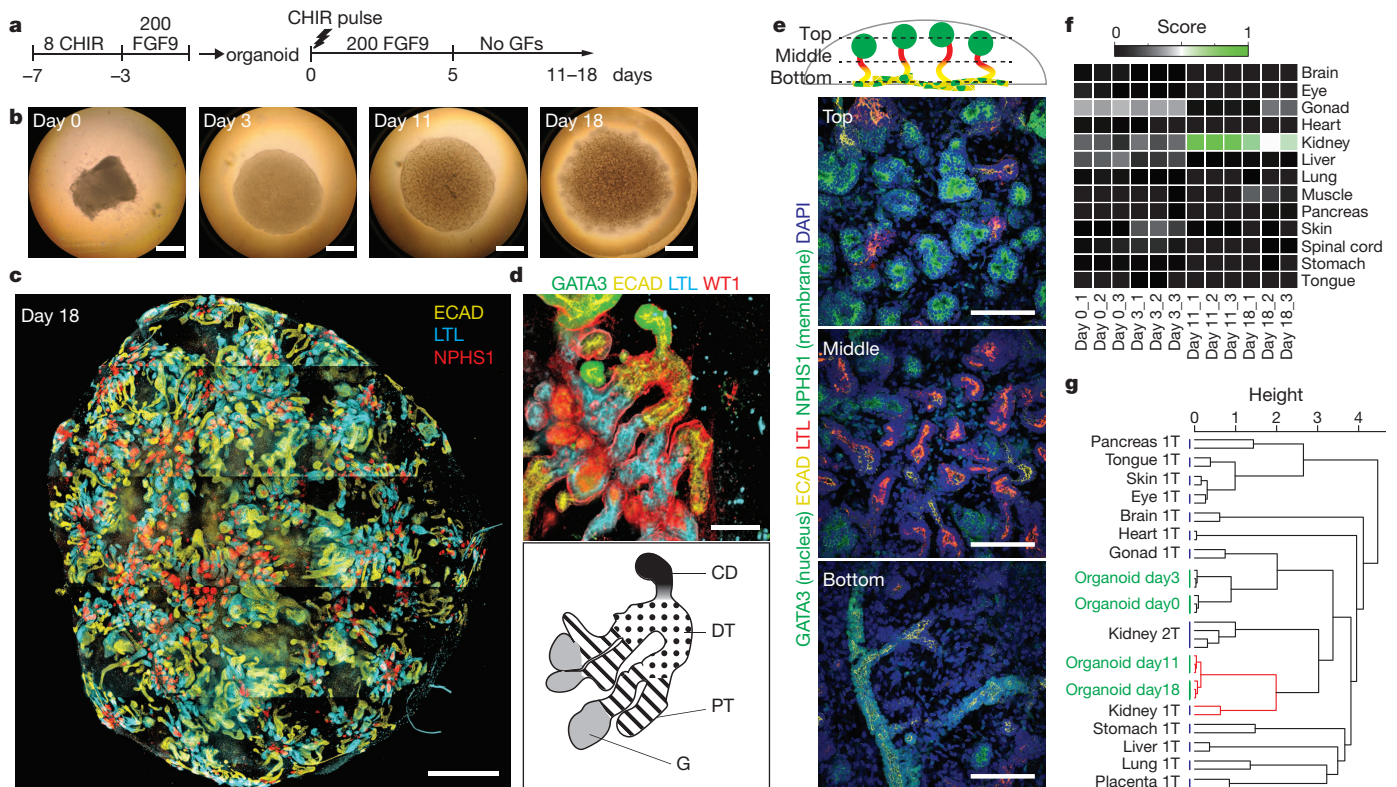 a
CHIR pulse
8 CHIR
200
FGF9
organoid
200 FGF9
No GFs
–7
–3
0
5
11–18
days
b
Day 0
Day 3
Day 11
Day 18
c
Day 18
ECAD
LTL
NPHS1
d
GATA3 ECAD LTL WT1
CD
DT
PT
G
e
Top
Middle
Bottom
GATA3 (nucleus) ECAD LTL NPHS1 (membrane) DAPI
Top
Middle
Bottom
f
Score
0
1
Brain
Eye
Gonad
Heart
Kidney
Liver
Lung
Muscle
Pancreas
Skin
Spinal cord
Stomach
Tongue
Day 0_1
Day 0_2
Day 0_3
Day 3_1
Day 3_2
Day 3_3
Day 11_1
Day 11_2
Day 11_3
Day 18_1
Day 18_2
Day 18_3
g
Height
0 1 2 3 4
Pancreas 1T
Tongue 1T
Skin 1T
Eye 1T
Brain 1T
Heart 1T
Gonad 1T
Organoid day3
Organoid day0
Kidney 2T
Organoid day11
Organoid day18
Kidney 1T
Stomach 1T
Liver 1T
Lung 1T
Placenta 1T